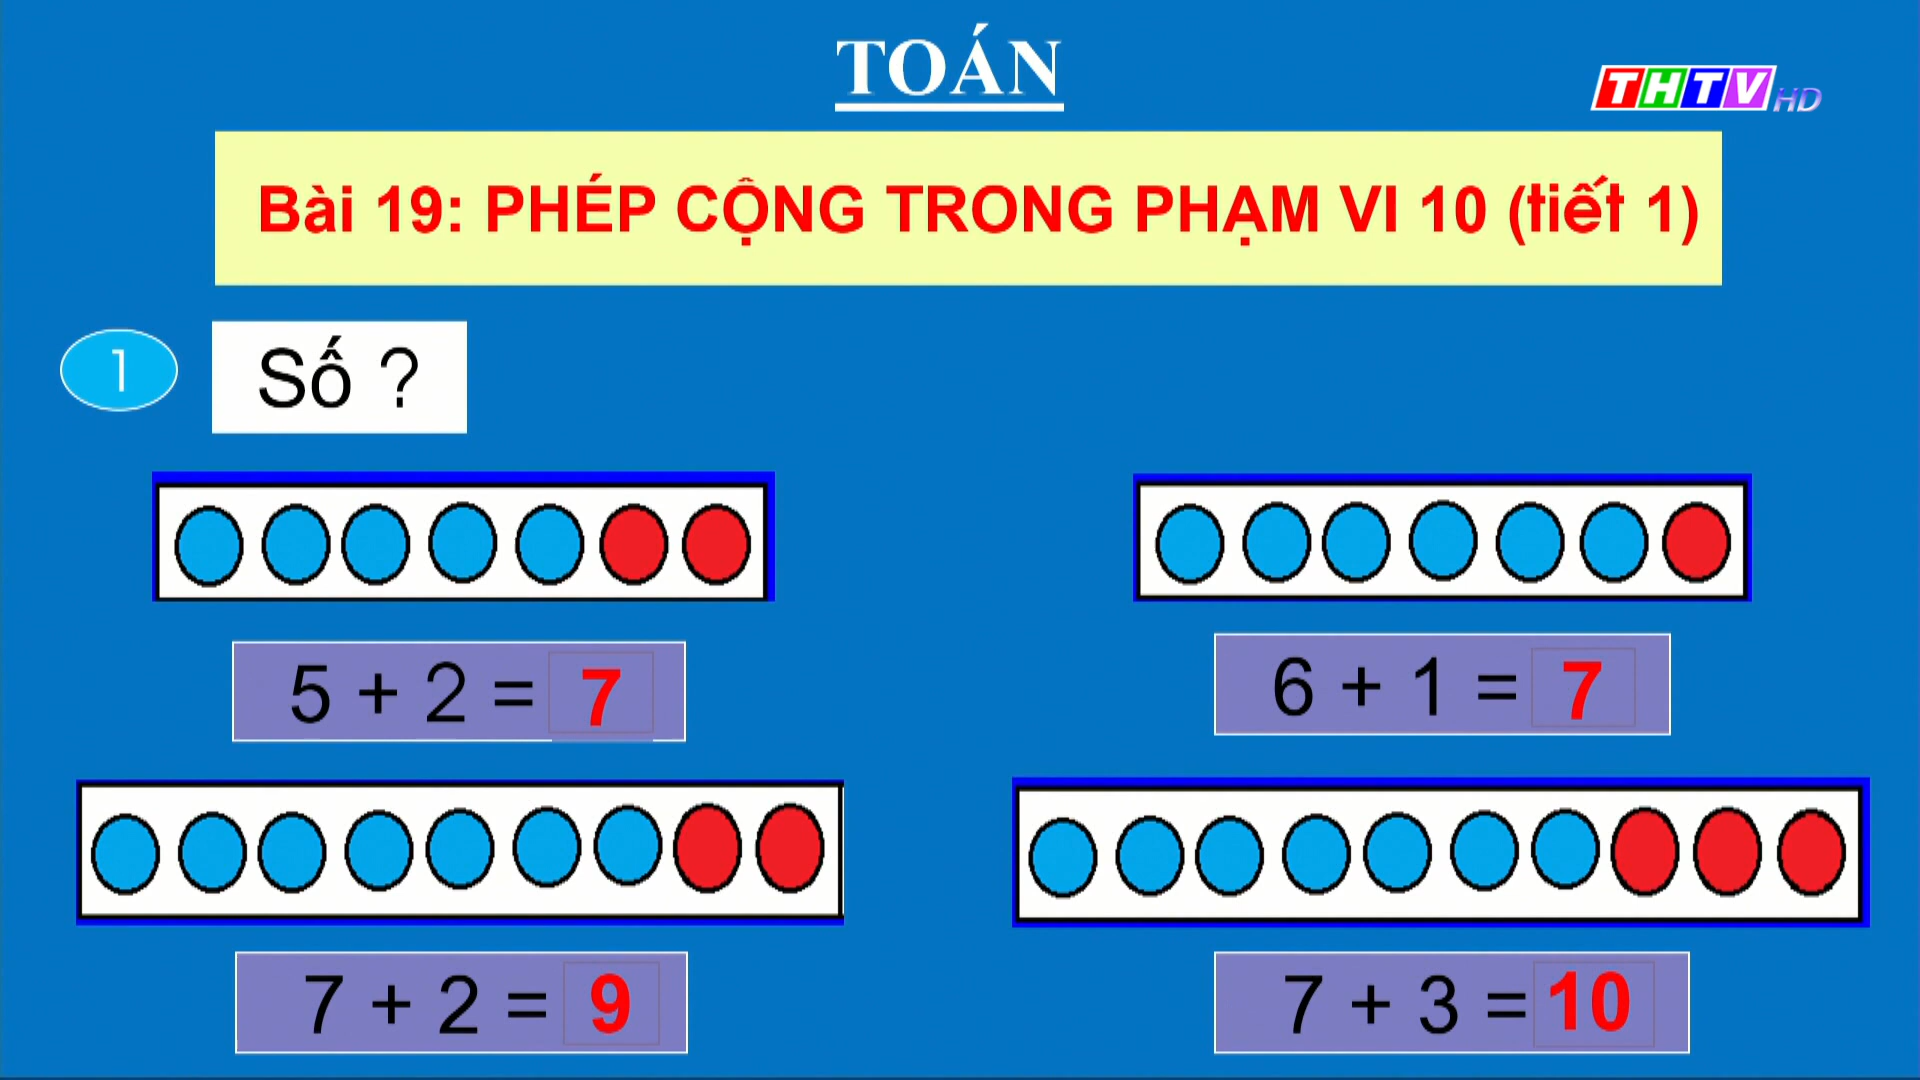 TOÁN
THTV HD
Bài 19: PHÉP CỘNG TRONG PHẠM VI 10 (tiết 1)
1
Số ?
5 + 2 = 7
6 + 1 = 7
7 + 2 = 9
7 + 3 = 10